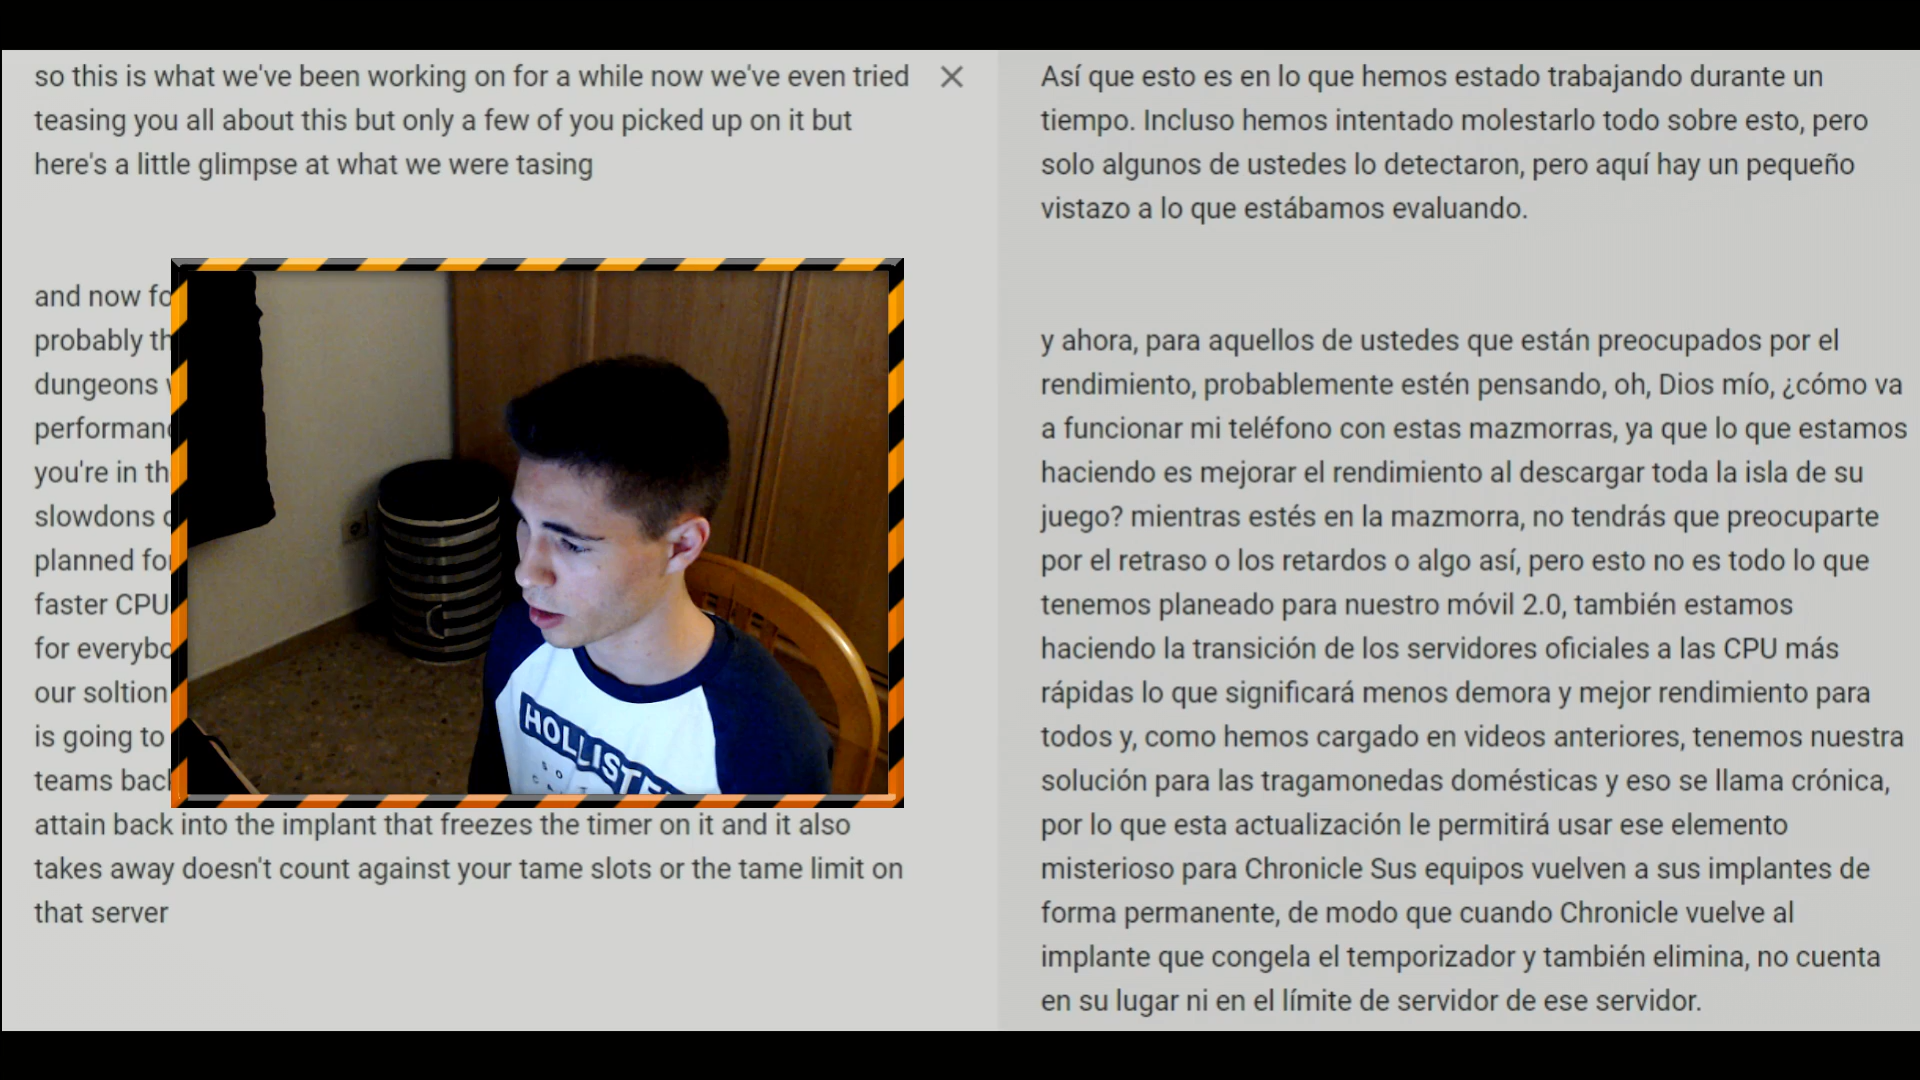 so this is what we've been working on for a while now we've even tried
teasing you all about this but only a few of you picked up on it but
here's a little glimpse at what we were tasing
and now
probably
dungeons
you're in
planned
faster CPU
for
our soltion
is going to
teams
attain back into the implant that freezes the timer on it and it also
takes away doesn't count against your tame slots or the tame limit on
that server
HOLLISTE
Así que esto es en lo que hemos estado trabajando durante un
tiempo. Incluso hemos intentado molestarlo todo sobre esto, pero
solo algunos de ustedes lo detectaron, pero aquí hay un pequeño
vistazo a lo que estábamos evaluando.
y ahora, para aquellos de ustedes que están preocupados por el
rendimiento, probablemente estén pensando, oh, Dios mío, ¿cómo va
a funcionar mi teléfono con estas mazmorras, ya que lo que estamos
haciendo es mejorar el rendimiento al descargar toda la isla de su
juego? mientras estés en la mazmorra, no tendrás que preocuparte
por el retraso o los retardos o algo así, pero esto no es todo lo que
tenemos planeado para nuestro móvil 2.0, también estamos
haciendo la transición de los servidores oficiales a las CPU más
rápidas lo que significará menos demora y mejor rendimiento para
todos y, como hemos cargado en videos anteriores, tenemos nuestra
solución para las tragamonedas domésticas y eso se llama crónica,
por lo que esta actualización le permitirá usar ese elemento
misterioso para Chronicle Sus equipos vuelven a sus implantes de
forma permanente, de modo que cuando Chronicle vuelve al
implante que congela el temporizador y también elimina, no cuenta
en su lugar ni en el límite de servidor de ese servidor.